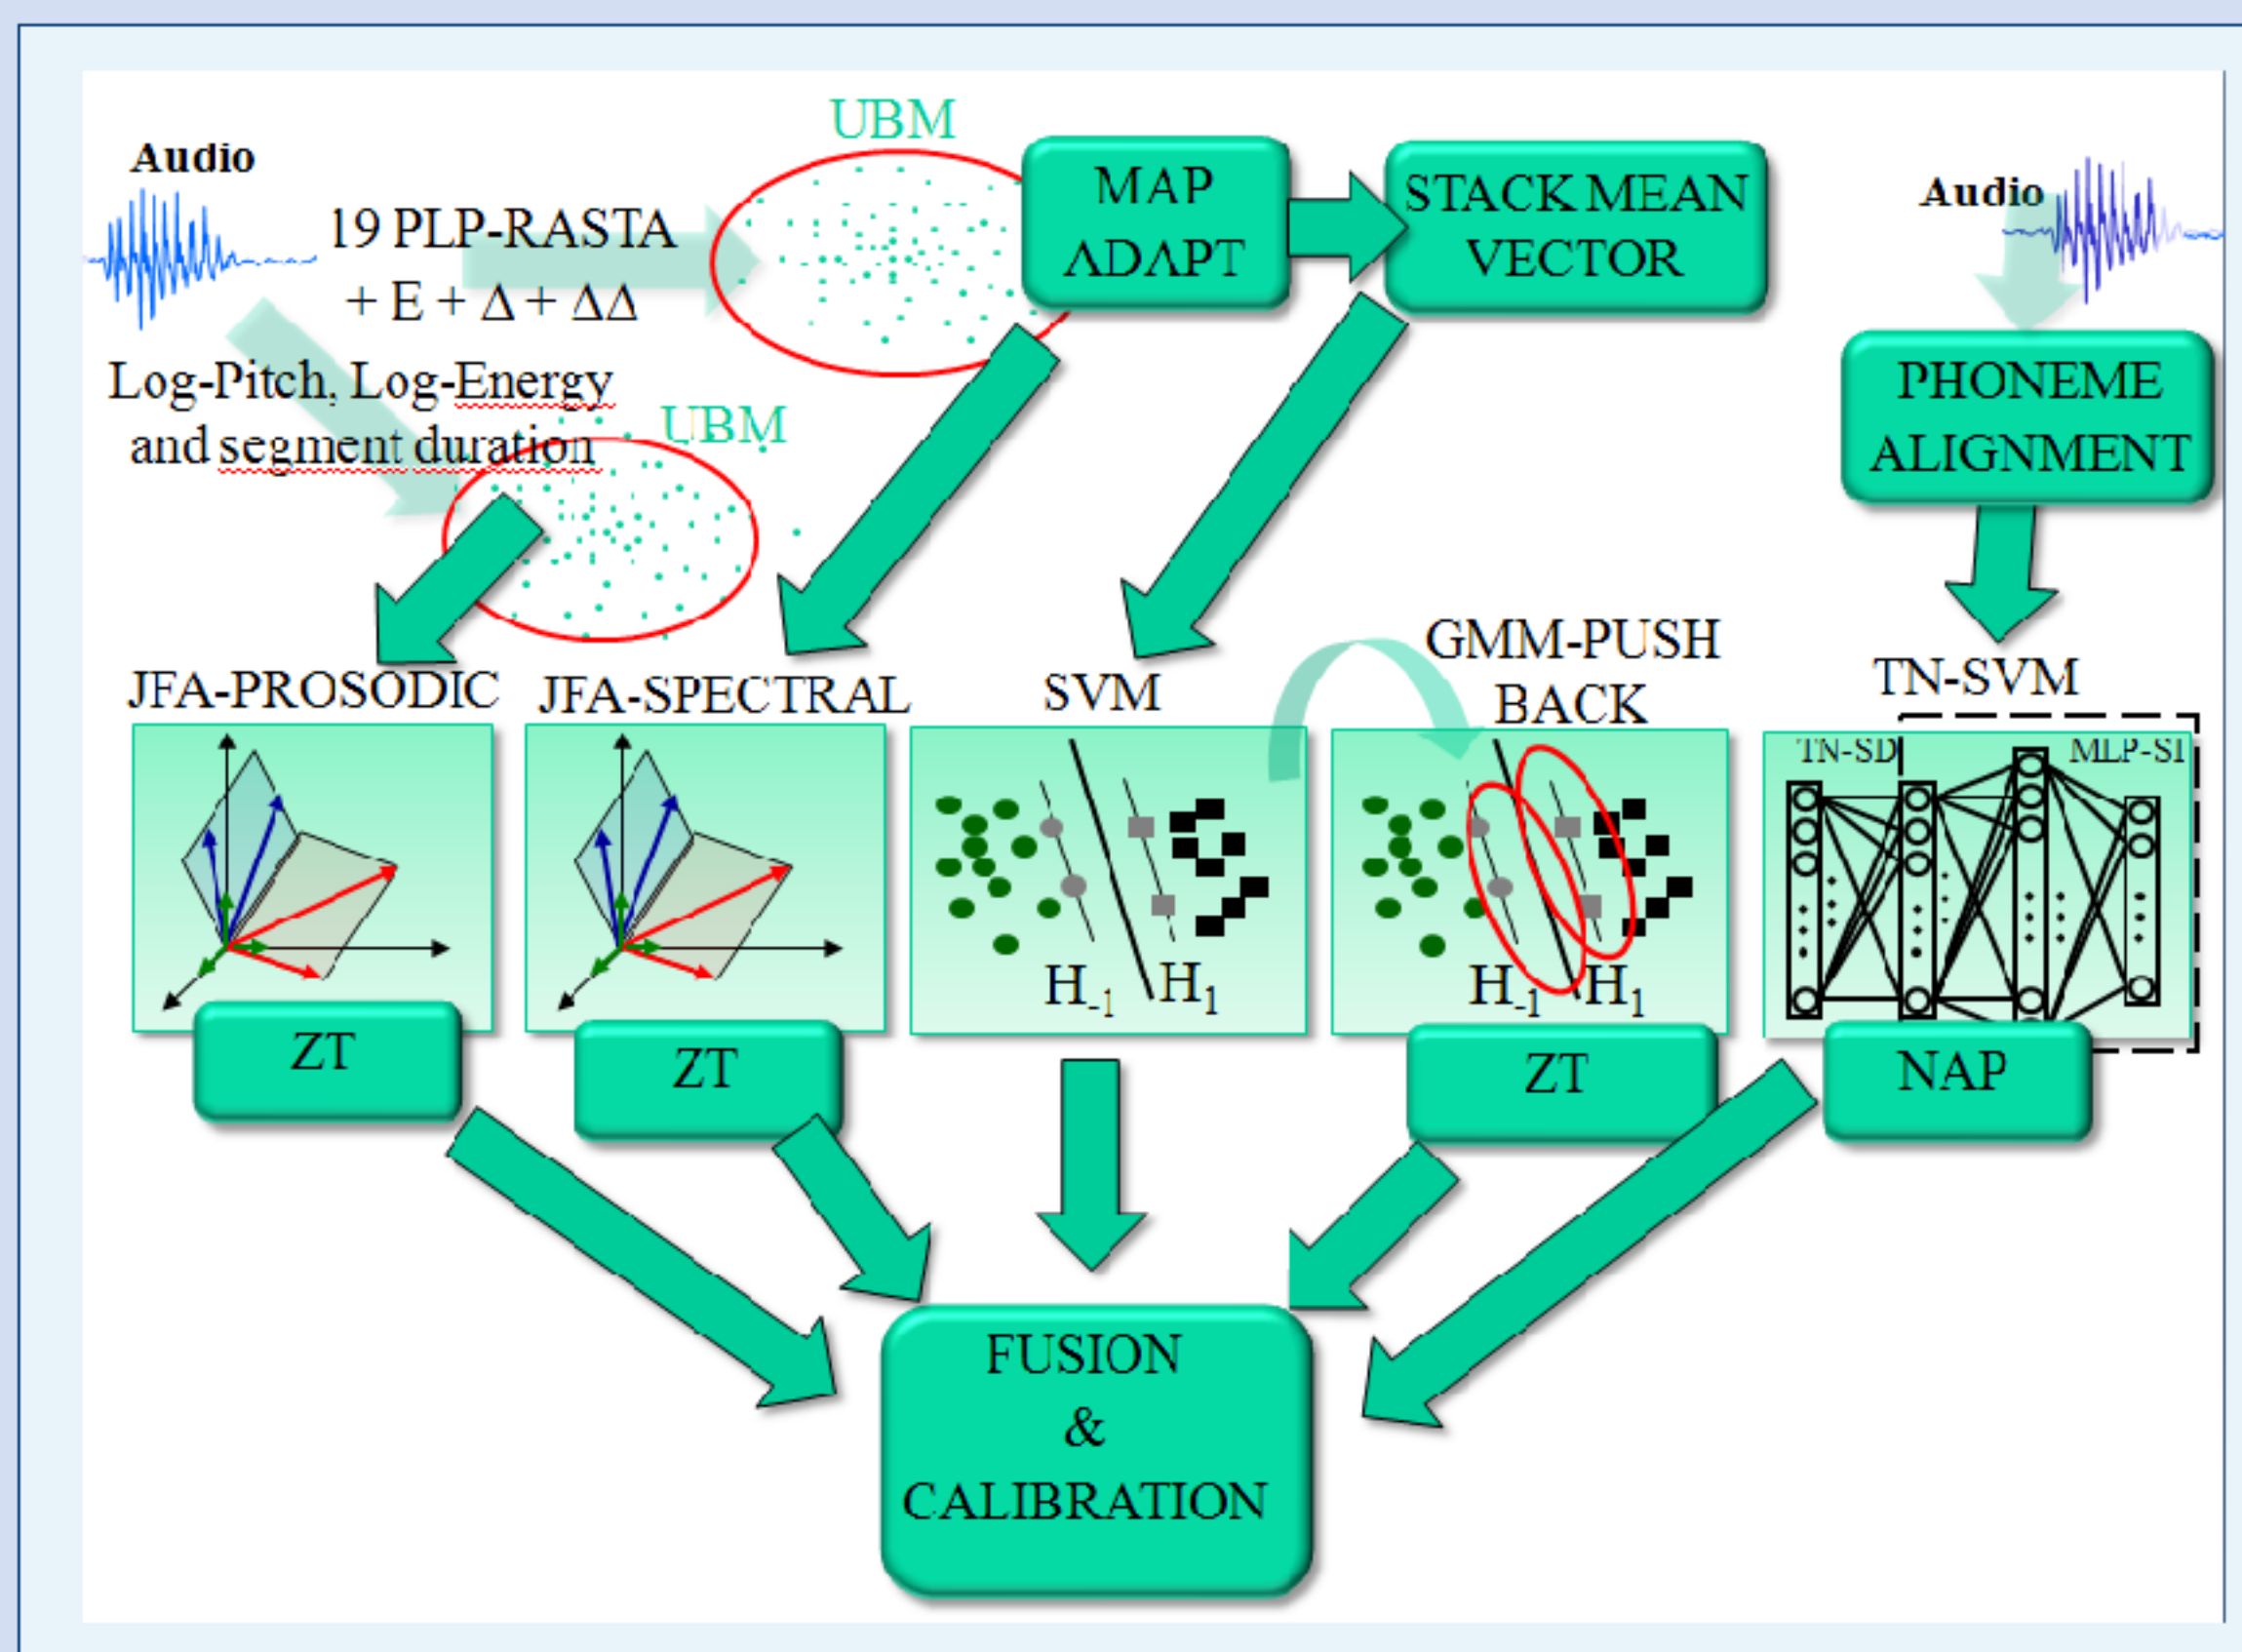 UBM
Audio
MAP
ADAPT
STACK MEAN
VECTOR
Audio
19 PLP-RASTA
+ E + Δ + ΔΔ
Log-Pitch, Log-Energy
and segment duration
UBM
PHONEME
ALIGNMENT
JFA-PROSODIC
JFA-SPECTRAL
SVM
GMM-PUSH
BACK
TN-SVM
TN-SD
MLP-SI
H-1
H1
H-1
H1
ZT
ZT
ZT
NAP
FUSION
&
CALIBRATION